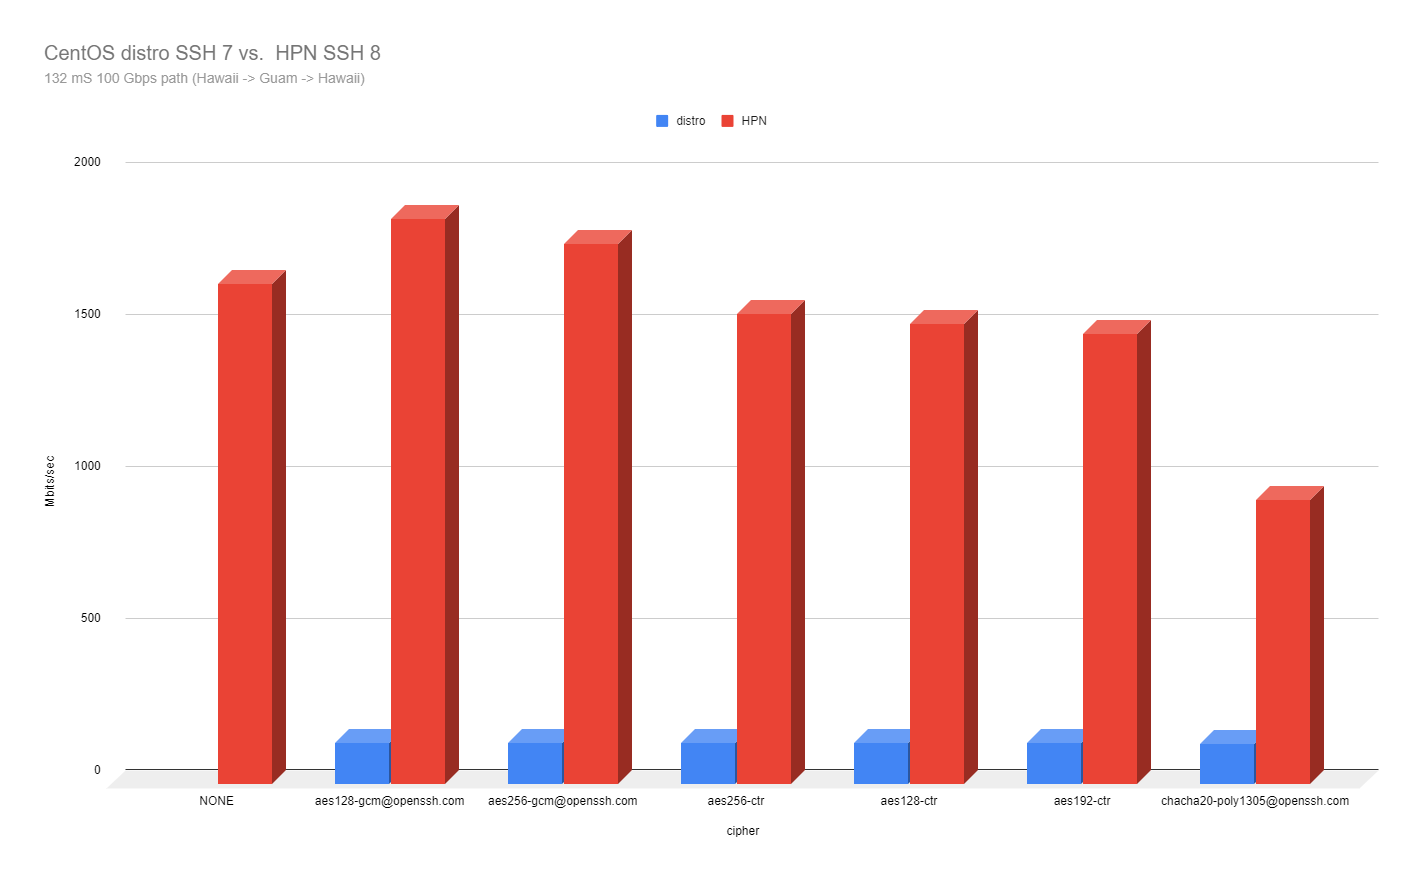 CentOS distro SSH 7 vs.  HPN SSH 8
132 mS 100 Gbps path (Hawaii -> Guam -> Hawaii)
distro HPN
2000
1500
1000
500
0
Mbits/sec
NONE aes128-gcm@openssh.com aes256-gcm@openssh.com aes256-ctr aes128-ctr aes192-ctr chacha20-poly1305@openssh.com
cipher